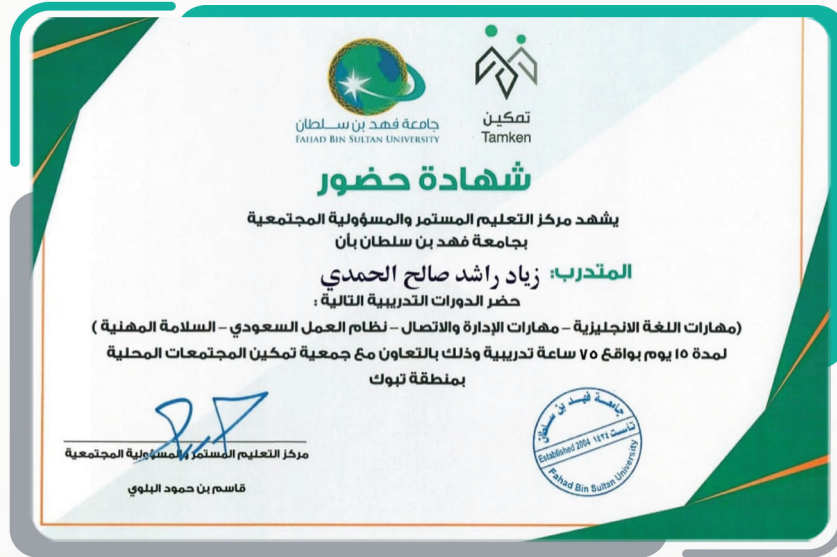 جامعة فهد بن سلطان
FAHAD BIN SULTAN UNIVERSITY
تمكين
Tamken
شهادة حضور
يشهد مركز التعليم المستمر والمسؤولية المجتمعية
بجامعة فهد بن سلطان بأن
المتدرب: زياد راشد صالح الحمدي
حضر الدورات التدريبية التالية :
(مهارات اللغة الانجليزية – مهارات الإدارة والاتصال – نظام العمل السعودي – السلامة المهنية )
لمدة ١٥ يوم بواقع ٧٥ ساعة تدريبية وذلك بالتعاون مع جمعية تمكين المجتمعات المحلية
بمنطقة تبوك
مركز التعليم المستمر والمسؤولية المجتمعية
قاسم بن حمود البلوي
جامعة فهد بن سلطان
تأسست ١٤٢٤ Established 2004
Fahad Bin Sultan University